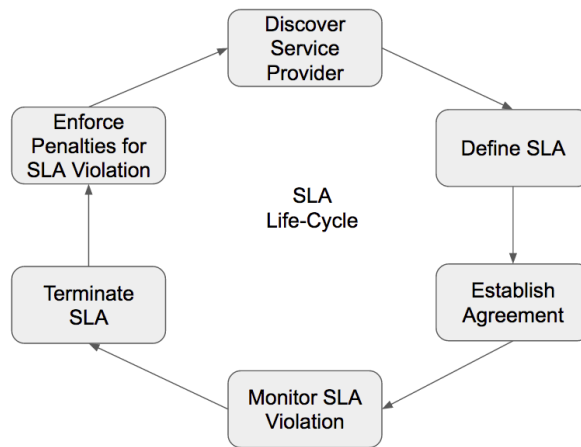 Discover
Service
Provider
Define SLA
Establish
Agreement
Monitor SLA
Violation
Terminate
SLA
Enforce
Penalties for
SLA Violation
SLA
Life-Cycle